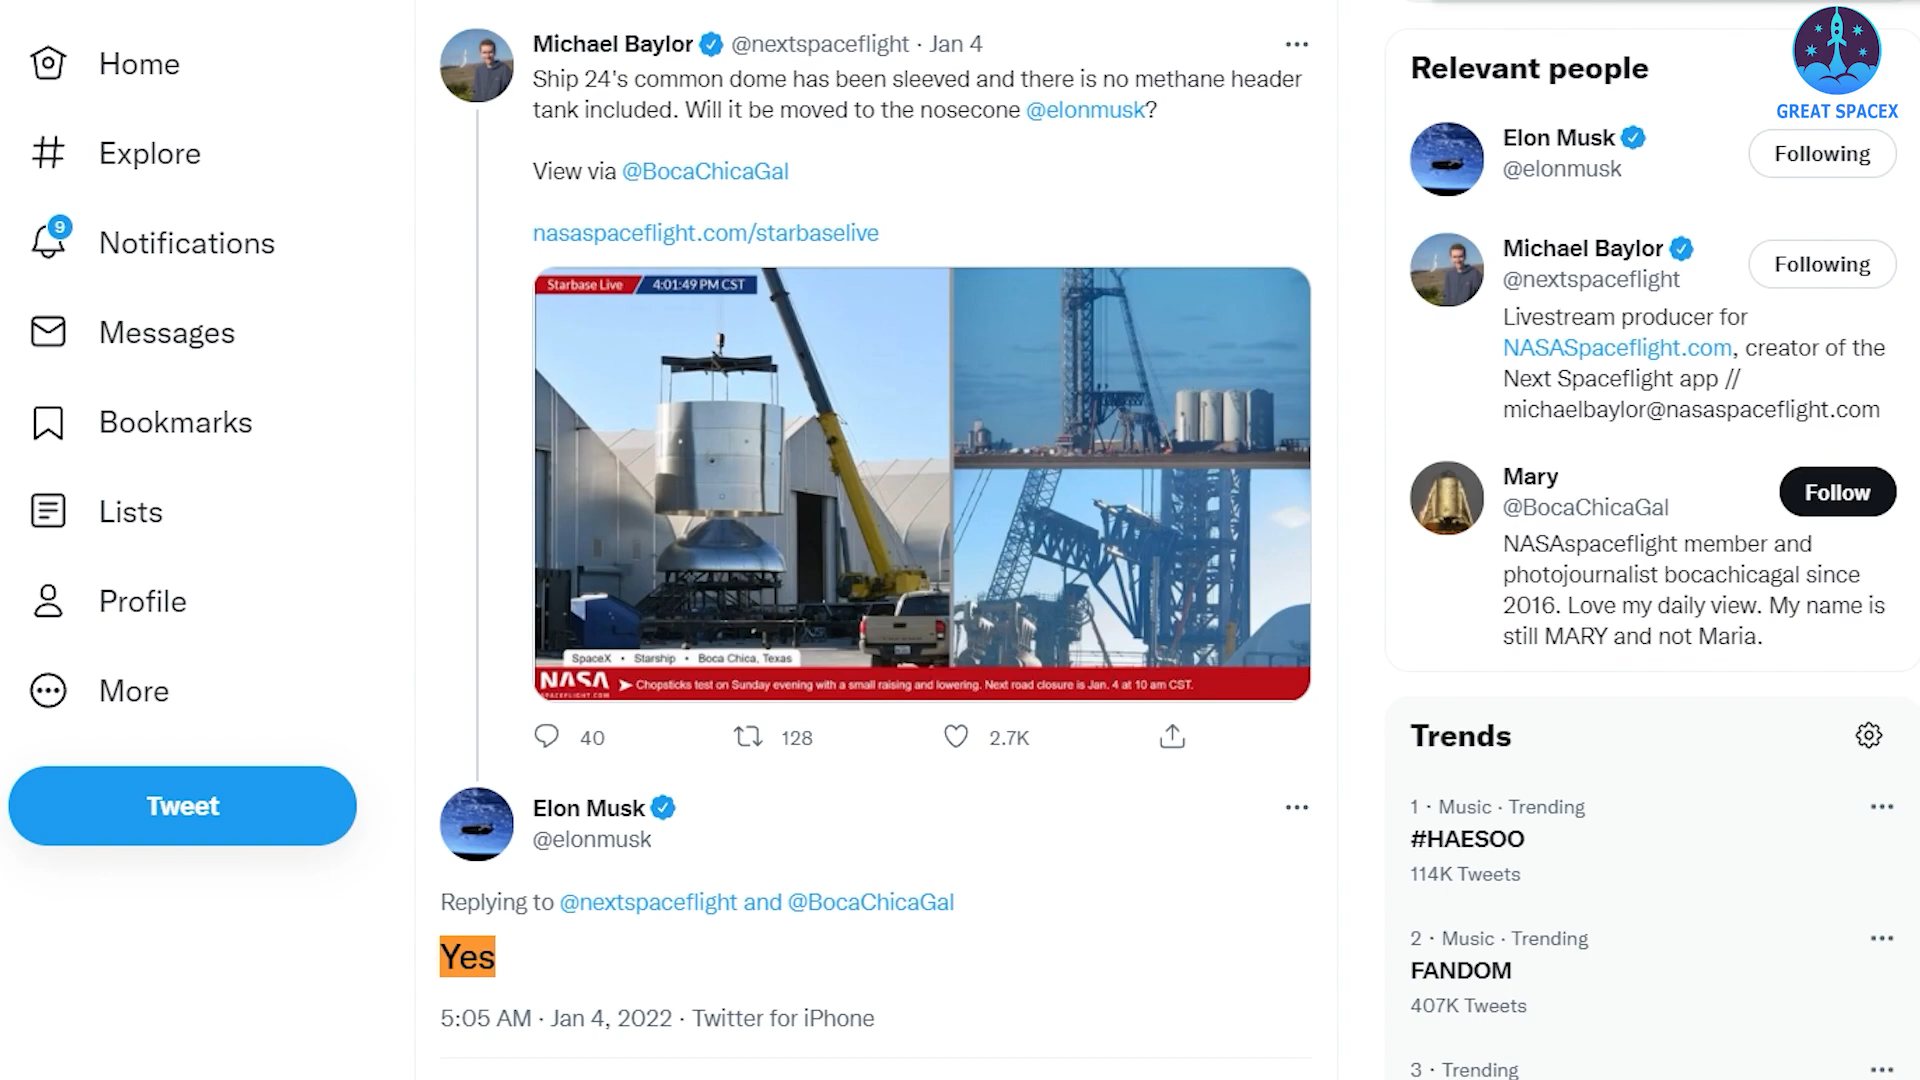 Home
Explore
9
Notifications
Messages
Bookmarks
Lists
Profile
More
Tweet
Michael Baylor @nextspaceflight · Jan 4
Ship 24's common dome has been sleeved and there is no methane header
tank included. Will it be moved to the nosecone @elonmusk?
View via @BocaChicaGal
nasaspaceflight.com/starbaselive
Starbase Live 4:01:49 PM CST
SpaceX • Starship • Boca Chica, Texas
NASA
SPACEFLIGHT.COM
Chopsticks test on Sunday evening with a small raising and lowering. Next road closure is Jan. 4 at 10 am CST.
40 128 2.7K
Elon Musk
@elonmusk
Replying to @nextspaceflight and @BocaChicaGal
Yes
5:05 AM · Jan 4, 2022 · Twitter for iPhone
GREAT SPACEX
Relevant people
Elon Musk
@elonmusk
Following
Michael Baylor
@nextspaceflight
Following
Livestream producer for
NASASpaceflight.com, creator of the
Next Spaceflight app //
michaelbaylor@nasaspaceflight.com
Mary
@BocaChicaGal
Follow
NASAspaceflight member and
photojournalist bocachicagal since
2016. Love my daily view. My name is
still MARY and not Maria.
Trends
1 · Music · Trending
#HAESOO
114K Tweets
2 · Music · Trending
FANDOM
407K Tweets
3 · Trending